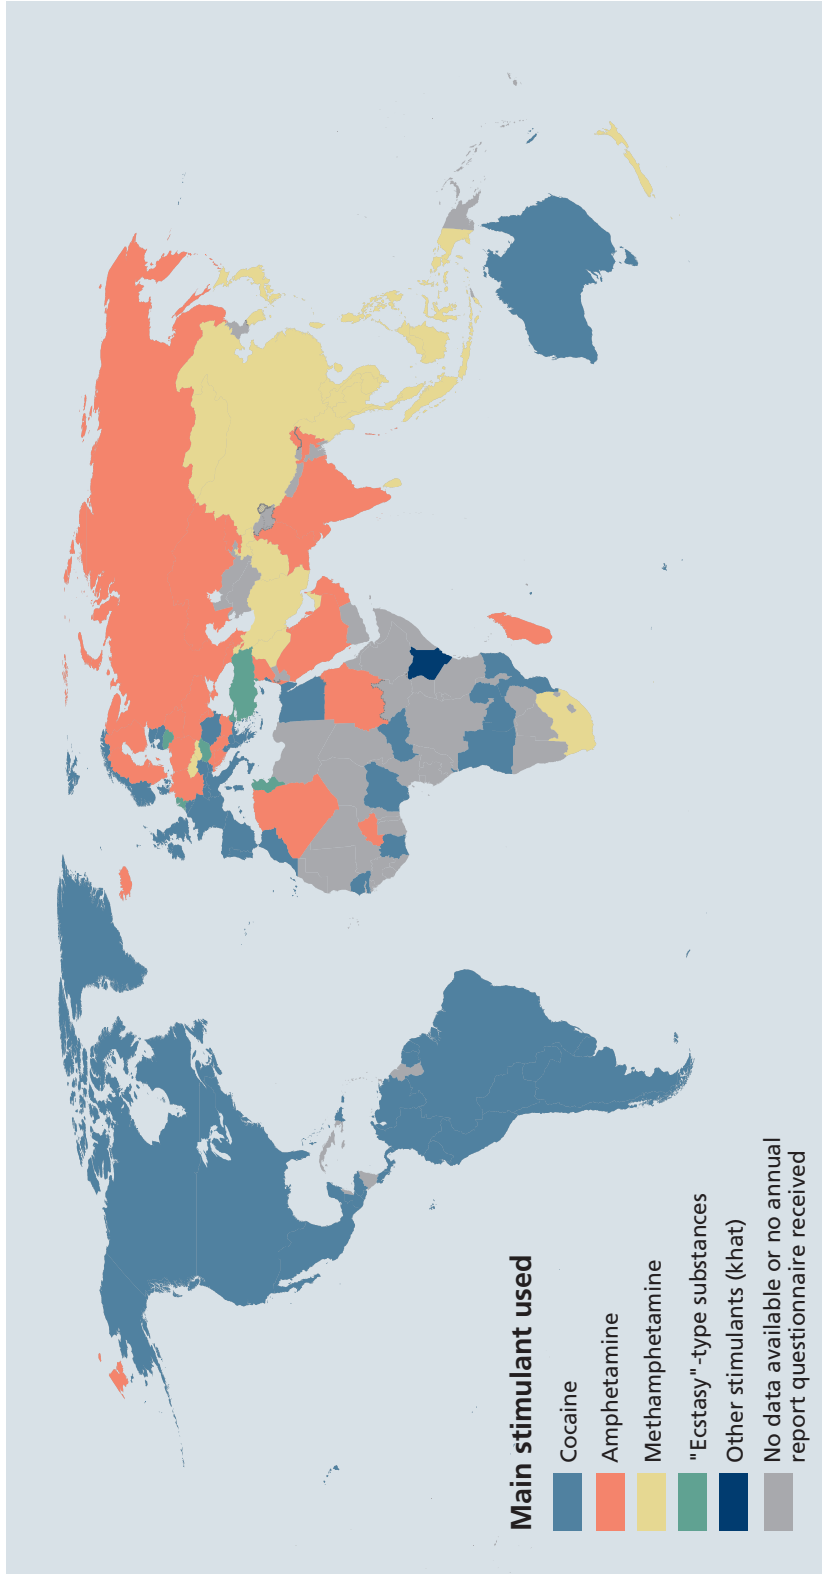 Main stimulant used
Cocaine
Amphetamine
Methamphetamine
"Ecstasy"-type substances
Other stimulants (khat)
No data available or no annual
report questionnaire received